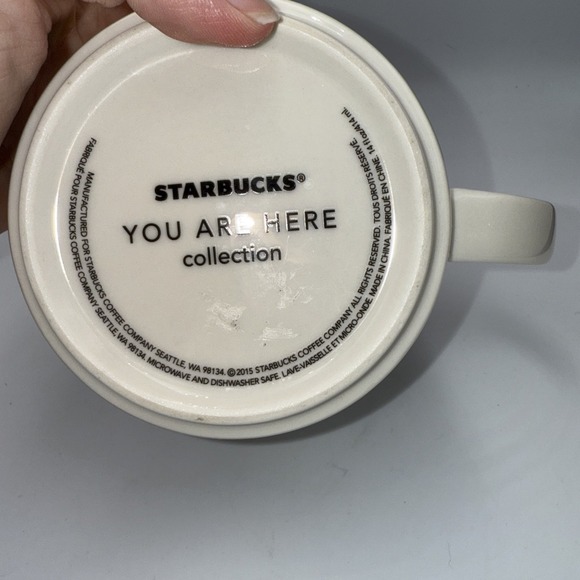 STARBUCKS®
YOU ARE HERE
collection
MANUFACTURED FOR STARBUCKS COFFEE COMPANY SEATTLE, WA 98134. ©2015 STARBUCKS COFFEE COMPANY ALL RIGHTS RESERVED. TOUS DROITS RÉSERVÉ.
FABRIQUÉ POUR STARBUCKS COFFEE COMPANY SEATTLE, WA 98134. MICROWAVE AND DISHWASHER SAFE. LAVE-VAISSELLE ET MICRO-ONDE. MADE IN CHINA. FABRIQUÉ EN CHINE. 14 fl oz/414 mL